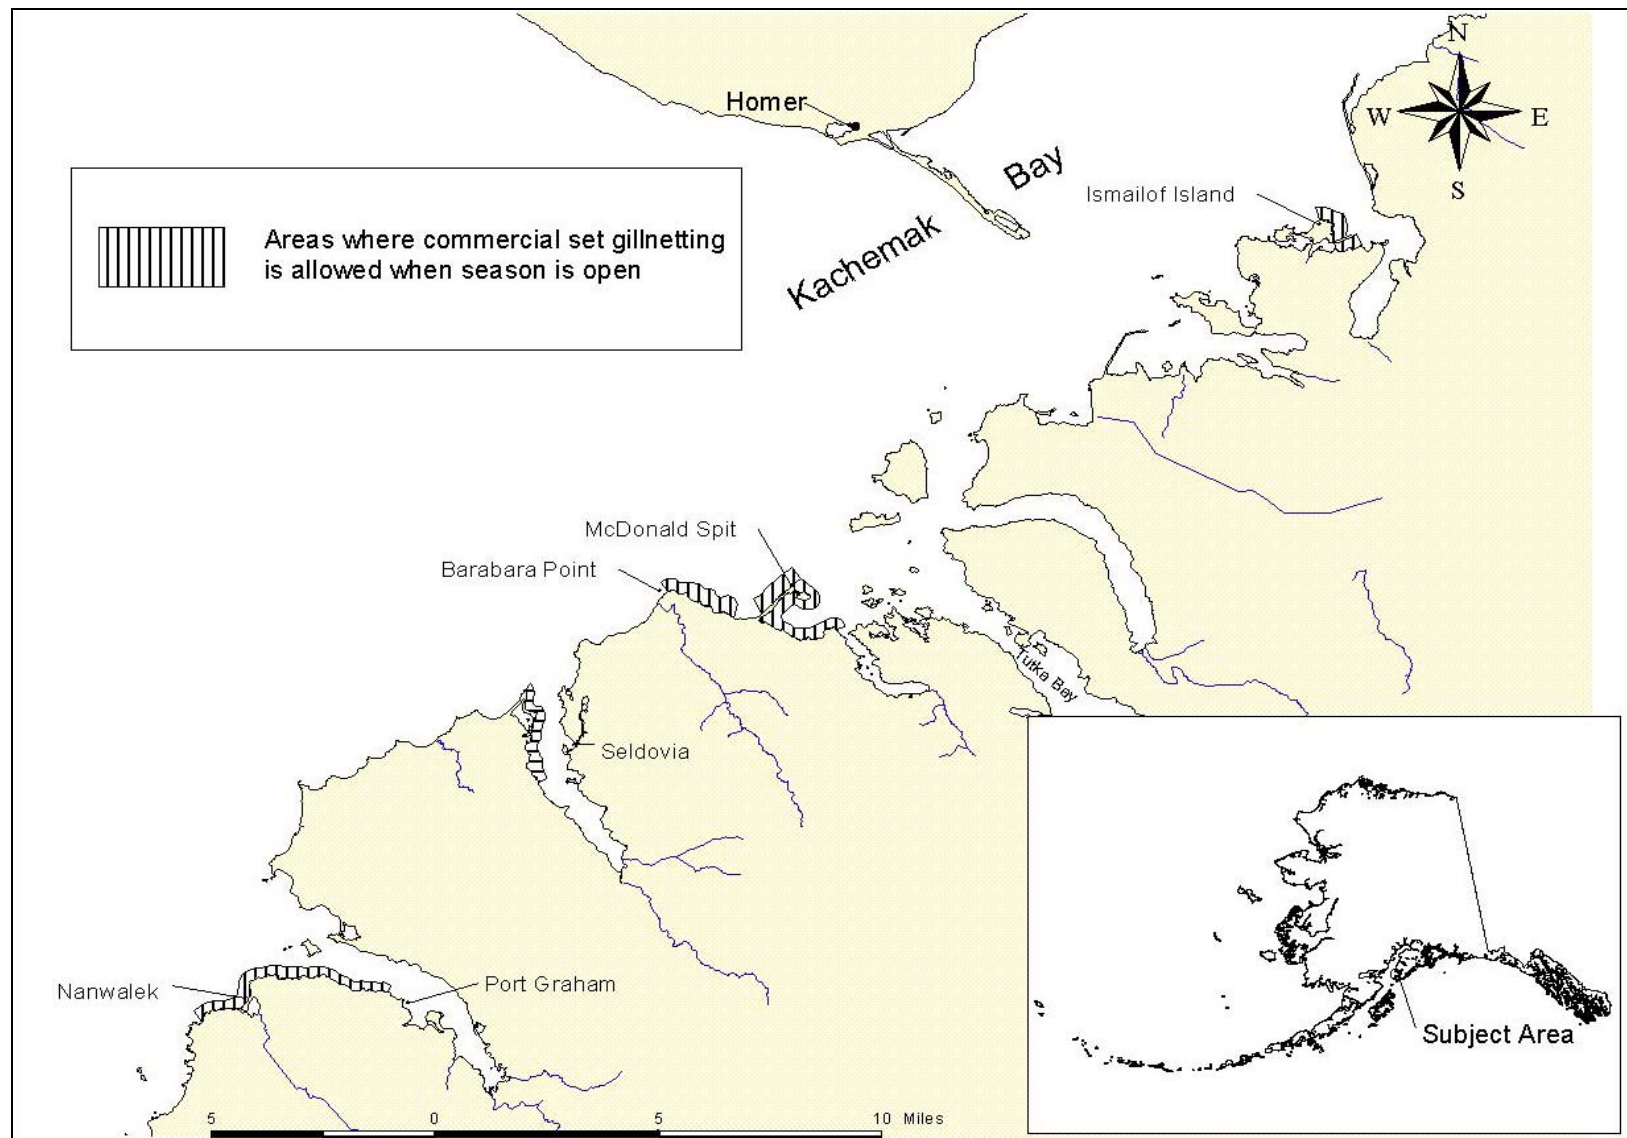 N
W
E
S
Homer
Bay
Kachemak
Ismailof Island
Areas where commercial set gillnetting
is allowed when season is open
McDonald Spit
Barabara Point
Tutka Bay
Seldovia
Nanwalek
Port Graham
Subject Area
5 0 5 10 Miles